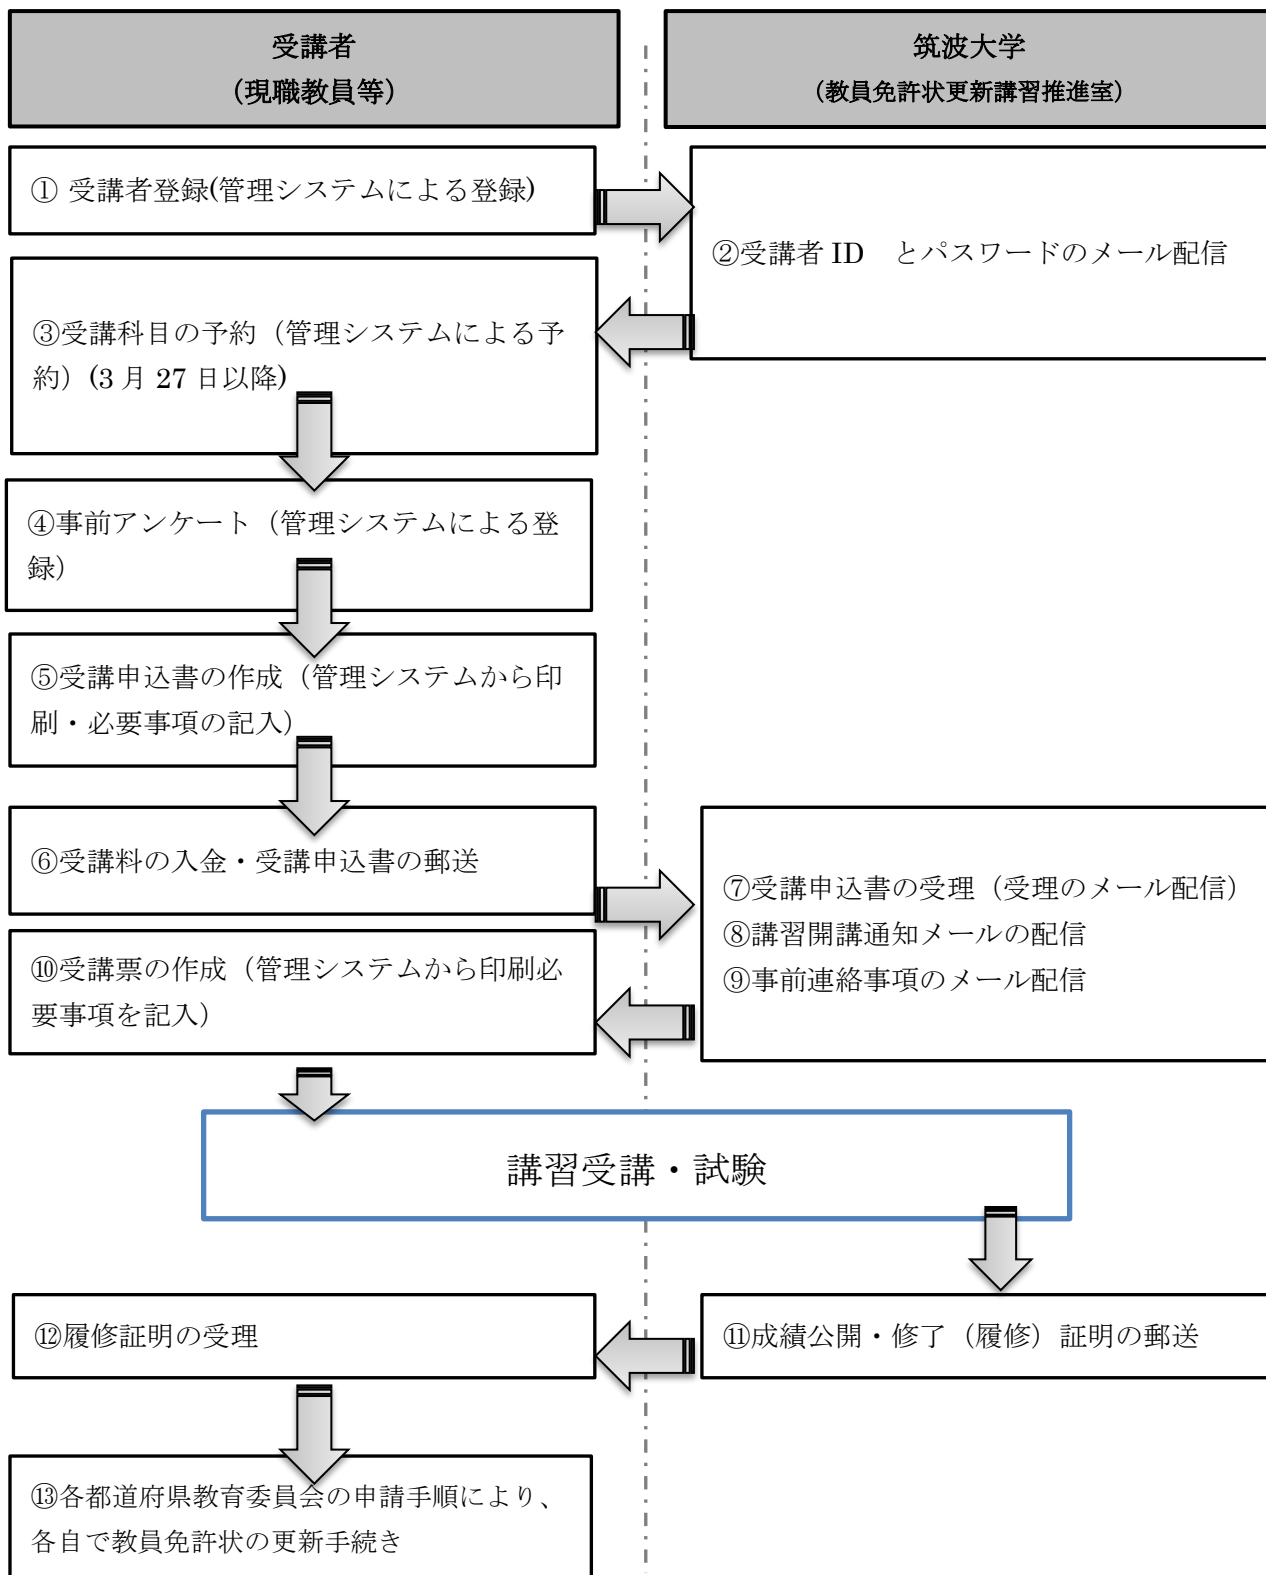 受講者
（現職教員等）
筑波大学
（教員免許状更新講習推進室）
① 受講者登録(管理システムによる登録)
②受講者 ID　とパスワードのメール配信
③受講科目の予約（管理システムによる予
約）(3 月 27 日以降)
④事前アンケート（管理システムによる登
録）
⑤受講申込書の作成（管理システムから印
刷・必要事項の記入）
⑥受講料の入金・受講申込書の郵送
⑦受講申込書の受理（受理のメール配信）
⑧講習開講通知メールの配信
⑨事前連絡事項のメール配信
⑩受講票の作成（管理システムから印刷必
要事項を記入）
講習受講・試験
⑪成績公開・修了（履修）証明の郵送
⑫履修証明の受理
⑬各都道府県教育委員会の申請手順により、
各自で教員免許状の更新手続き